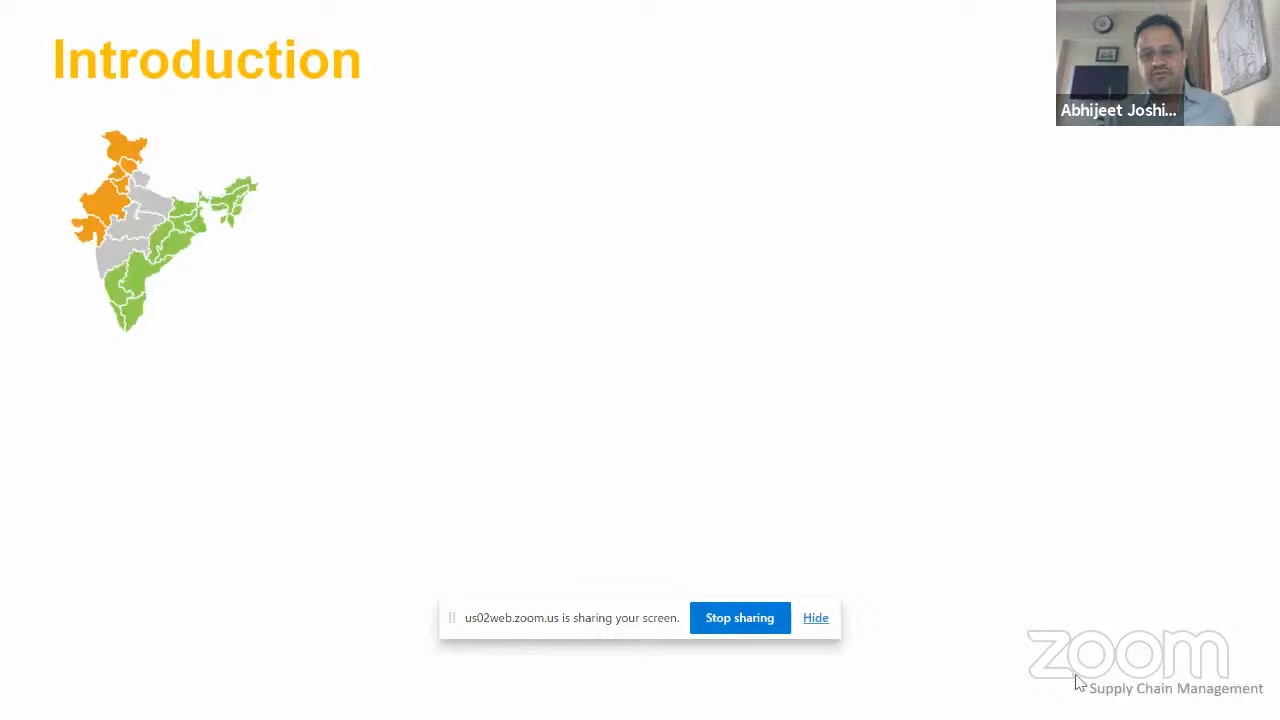 Introduction
Abhijeet Joshi...
us02web.zoom.us is sharing your screen.
Stop sharing
Hide
zoom
Supply Chain Management